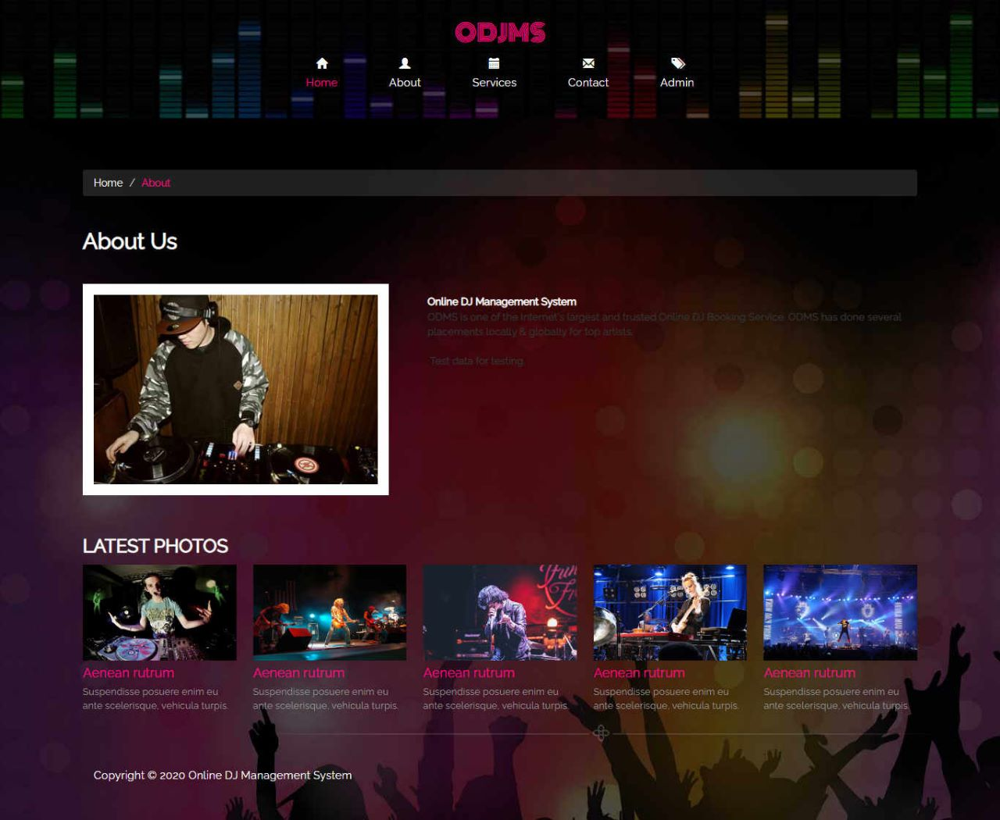 ODJMS
Home About Services Contact Admin
Home / About
About Us
Online DJ Management System
ODMS is one of the Internet's largest and trusted Online DJ Booking Service. ODMS has done several
placements locally & globally for top artists.
Test data for testing.
LATEST PHOTOS
Aenean rutrum
Suspendisse posuere enim eu
ante scelerisque, vehicula turpis.
Aenean rutrum
Suspendisse posuere enim eu
ante scelerisque, vehicula turpis.
Aenean rutrum
Suspendisse posuere enim eu
ante scelerisque, vehicula turpis.
Aenean rutrum
Suspendisse posuere enim eu
ante scelerisque, vehicula turpis.
Aenean rutrum
Suspendisse posuere enim eu
ante scelerisque, vehicula turpis.
Copyright © 2020 Online DJ Management System